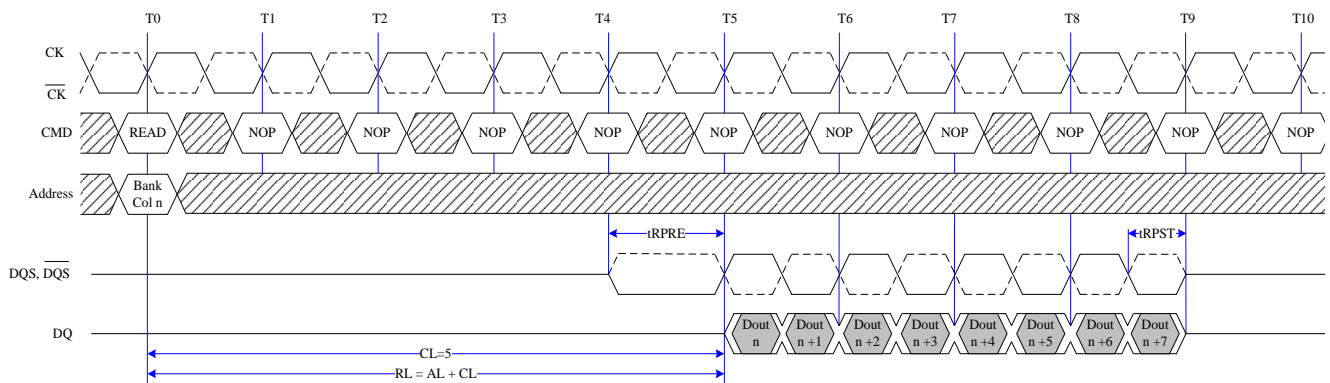 T0 T1 T2 T3 T4 T5 T6 T7 T8 T9 T10
CK
CK
CMD READ NOP NOP NOP NOP NOP NOP NOP NOP NOP NOP
Address Bank
Col n
tRPRE tRPST
DQS, DQS
DQ Dout Dout Dout Dout Dout Dout Dout Dout
n n +1 n +2 n +3 n +4 n +5 n +6 n +7
CL=5
RL = AL + CL